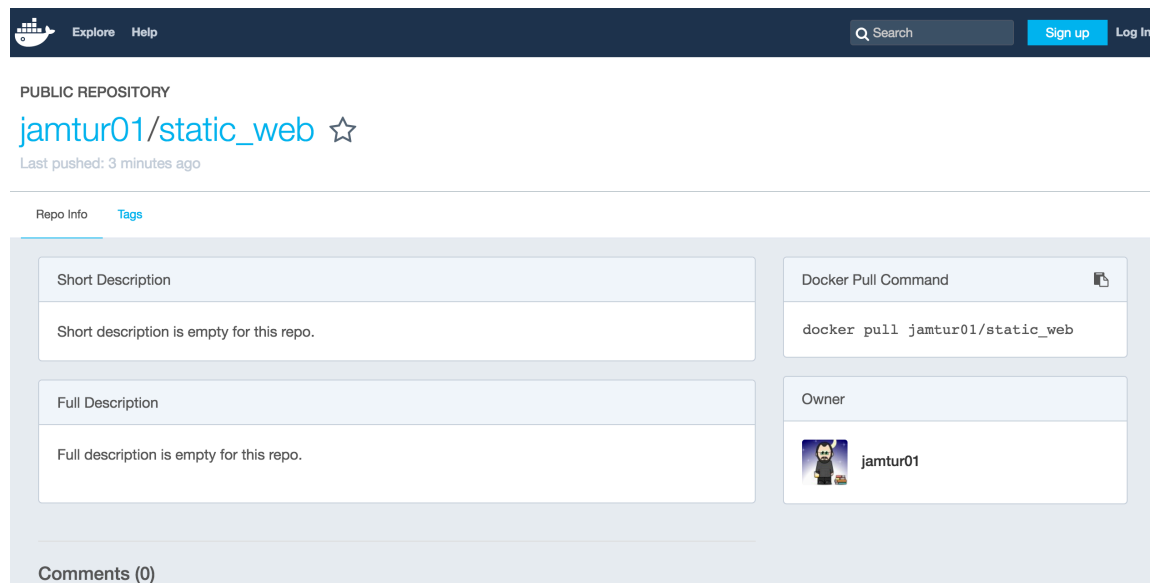 Explore Help Search Sign up Log In
PUBLIC REPOSITORY
jamtur01/static_web
Last pushed: 3 minutes ago
Repo Info Tags
Short Description
Short description is empty for this repo.
Full Description
Full description is empty for this repo.
Docker Pull Command
docker pull jamtur01/static_web
Owner
jamtur01
Comments (0)